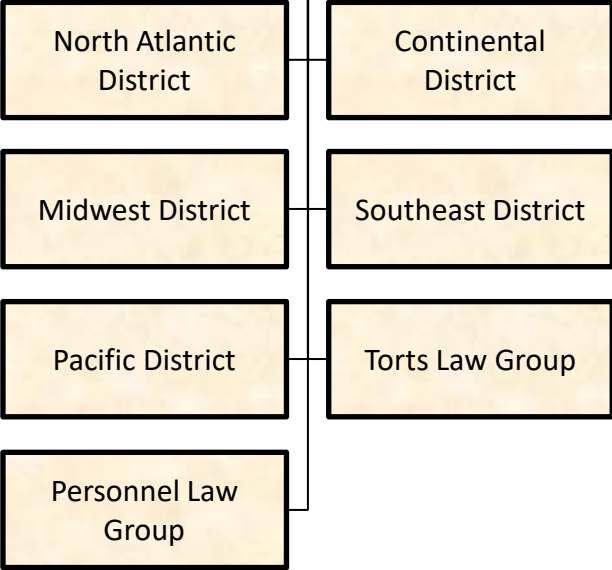 North Atlantic
District
Continental
District
Midwest District
Southeast District
Pacific District
Torts Law Group
Personnel Law
Group